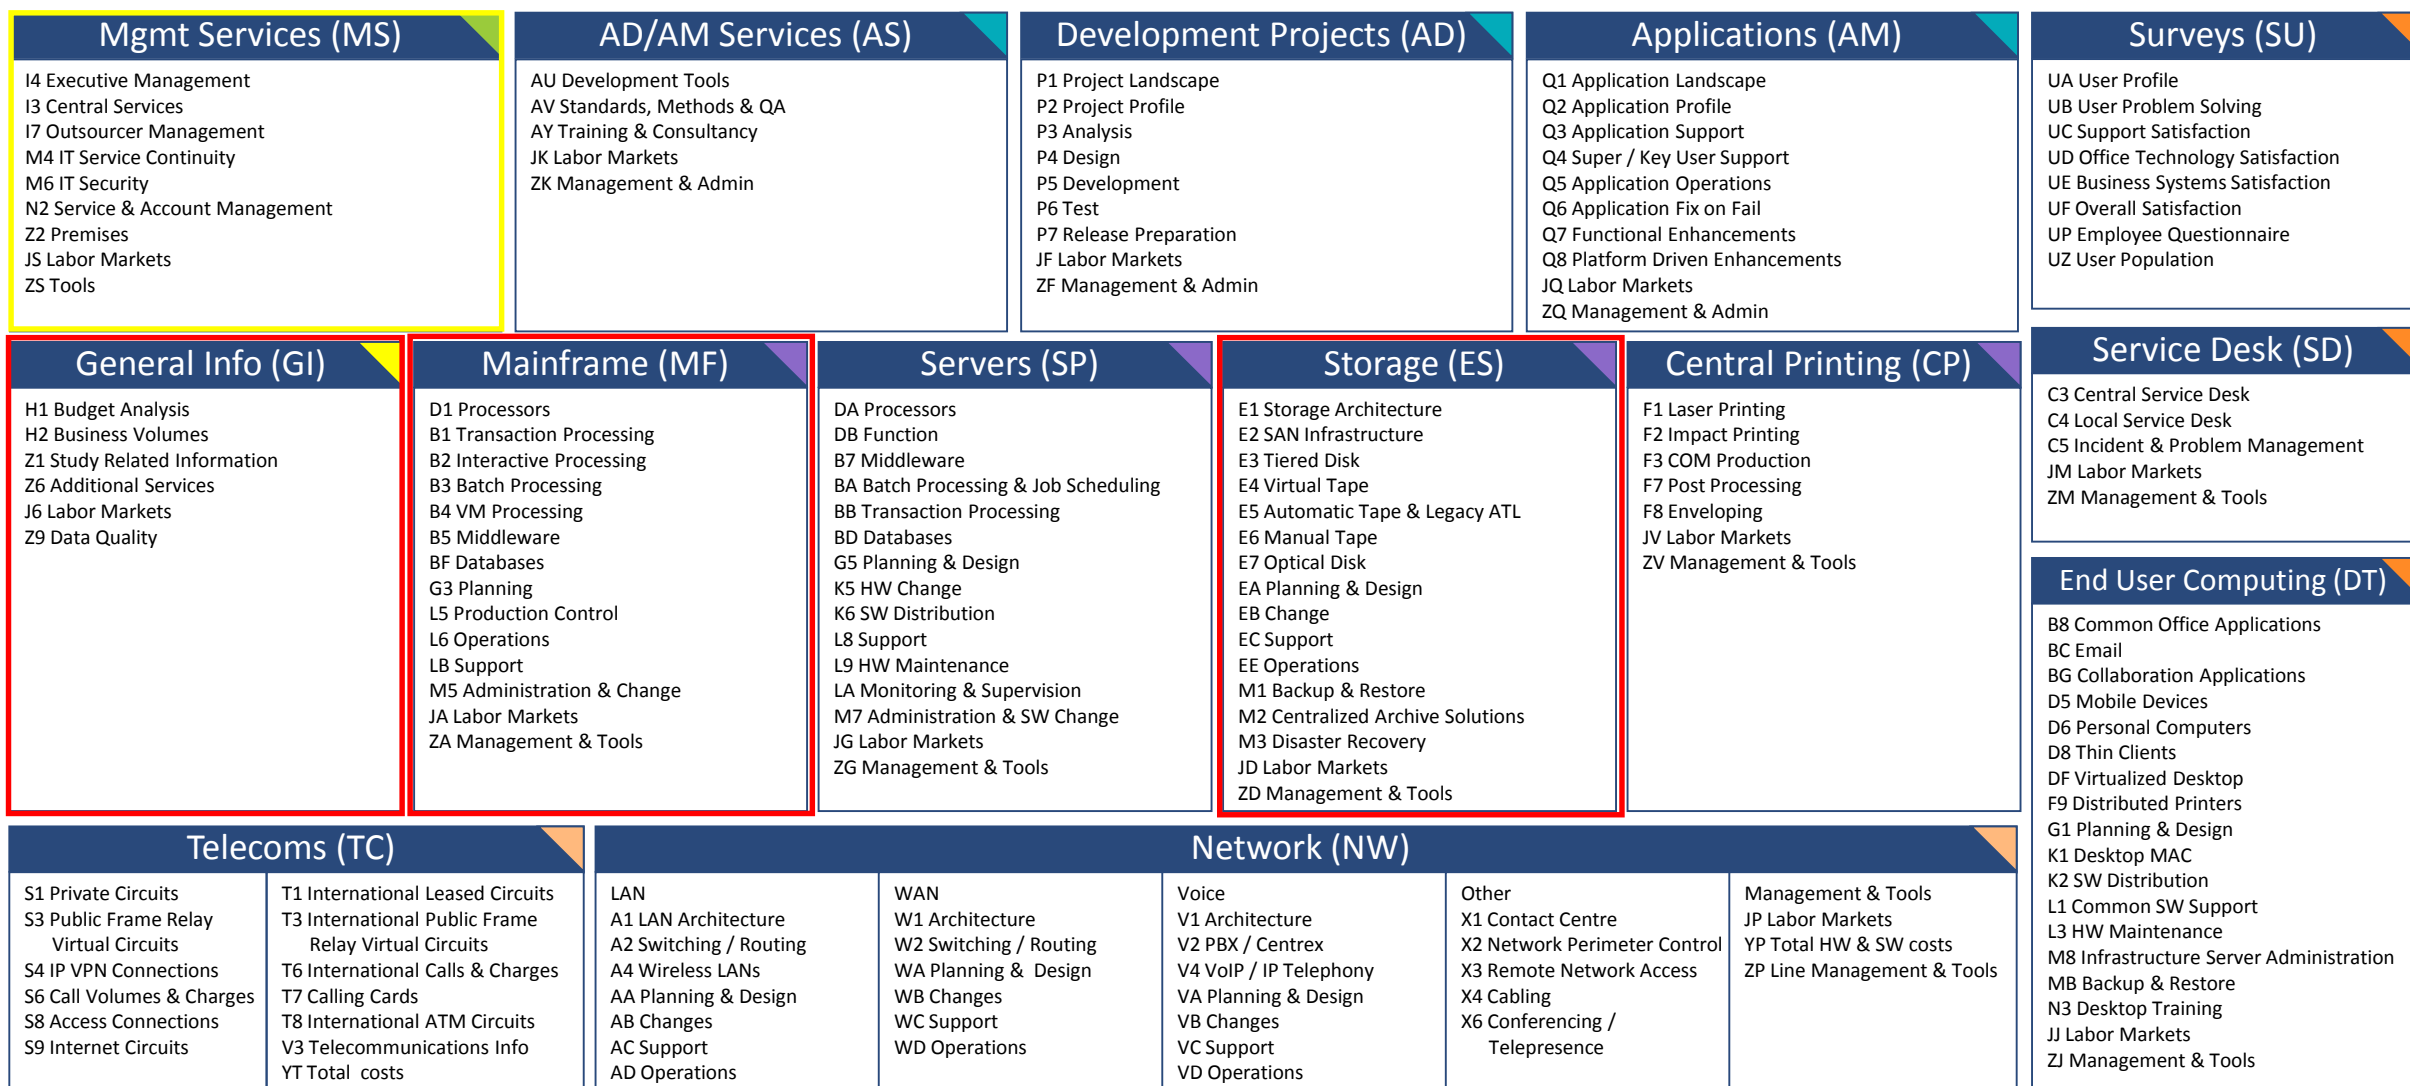 Mgmt Services (MS)
I4 Executive Management
I3 Central Services
I7 Outsourcer Management
M4 IT Service Continuity
M6 IT Security
N2 Service & Account Management
Z2 Premises
JS Labor Markets
ZS Tools
AD/AM Services (AS)
AU Development Tools
AV Standards, Methods & QA
AY Training & Consultancy
JK Labor Markets
ZK Management & Admin
Development Projects (AD)
P1 Project Landscape
P2 Project Profile
P3 Analysis
P4 Design
P5 Development
P6 Test
P7 Release Preparation
JF Labor Markets
ZF Management & Admin
Applications (AM)
Q1 Application Landscape
Q2 Application Profile
Q3 Application Support
Q4 Super / Key User Support
Q5 Application Operations
Q6 Application Fix on Fail
Q7 Functional Enhancements
Q8 Platform Driven Enhancements
JQ Labor Markets
ZQ Management & Admin
Surveys (SU)
UA User Profile
UB User Problem Solving
UC Support Satisfaction
UD Office Technology Satisfaction
UE Business Systems Satisfaction
UF Overall Satisfaction
UP Employee Questionnaire
UZ User Population
General Info (GI)
H1 Budget Analysis
H2 Business Volumes
Z1 Study Related Information
Z6 Additional Services
J6 Labor Markets
Z9 Data Quality
Mainframe (MF)
D1 Processors
B1 Transaction Processing
B2 Interactive Processing
B3 Batch Processing
B4 VM Processing
B5 Middleware
BF Databases
G3 Planning
L5 Production Control
L6 Operations
LB Support
M5 Administration & Change
JA Labor Markets
ZA Management & Tools
Servers (SP)
DA Processors
DB Function
B7 Middleware
BA Batch Processing & Job Scheduling
BB Transaction Processing
BD Databases
G5 Planning & Design
K5 HW Change
K6 SW Distribution
L8 Support
L9 HW Maintenance
LA Monitoring & Supervision
M7 Administration & SW Change
JG Labor Markets
ZG Management & Tools
Storage (ES)
E1 Storage Architecture
E2 SAN Infrastructure
E3 Tiered Disk
E4 Virtual Tape
E5 Automatic Tape & Legacy ATL
E6 Manual Tape
E7 Optical Disk
EA Planning & Design
EB Change
EC Support
EE Operations
M1 Backup & Restore
M2 Centralized Archive Solutions
M3 Disaster Recovery
JD Labor Markets
ZD Management & Tools
Central Printing (CP)
F1 Laser Printing
F2 Impact Printing
F3 COM Production
F7 Post Processing
F8 Enveloping
JV Labor Markets
ZV Management & Tools
Service Desk (SD)
C3 Central Service Desk
C4 Local Service Desk
C5 Incident & Problem Management
JM Labor Markets
ZM Management & Tools
End User Computing (DT)
B8 Common Office Applications
BC Email
BG Collaboration Applications
D5 Mobile Devices
D6 Personal Computers
D8 Thin Clients
DF Virtualized Desktop
F9 Distributed Printers
G1 Planning & Design
K1 Desktop MAC
K2 SW Distribution
L1 Common SW Support
L3 HW Maintenance
M8 Infrastructure Server Administration
MB Backup & Restore
N3 Desktop Training
JJ Labor Markets
ZJ Management & Tools
Telecoms (TC)
S1 Private Circuits
S3 Public Frame Relay
Virtual Circuits
S4 IP VPN Connections
S6 Call Volumes & Charges
S8 Access Connections
S9 Internet Circuits
T1 International Leased Circuits
T3 International Public Frame
Relay Virtual Circuits
T6 International Calls & Charges
T7 Calling Cards
T8 International ATM Circuits
V3 Telecommunications Info
YT Total costs
Network (NW)
LAN
A1 LAN Architecture
A2 Switching / Routing
A4 Wireless LANs
AA Planning & Design
AB Changes
AC Support
AD Operations
WAN
W1 Architecture
W2 Switching / Routing
WA Planning & Design
WB Changes
WC Support
WD Operations
Voice
V1 Architecture
V2 PBX / Centrex
V4 VoIP / IP Telephony
VA Planning & Design
VB Changes
VC Support
VD Operations
Other
X1 Contact Centre
X2 Network Perimeter Control
X3 Remote Network Access
X4 Cabling
X6 Conferencing /
Telepresence
Management & Tools
JP Labor Markets
YP Total HW & SW costs
ZP Line Management & Tools